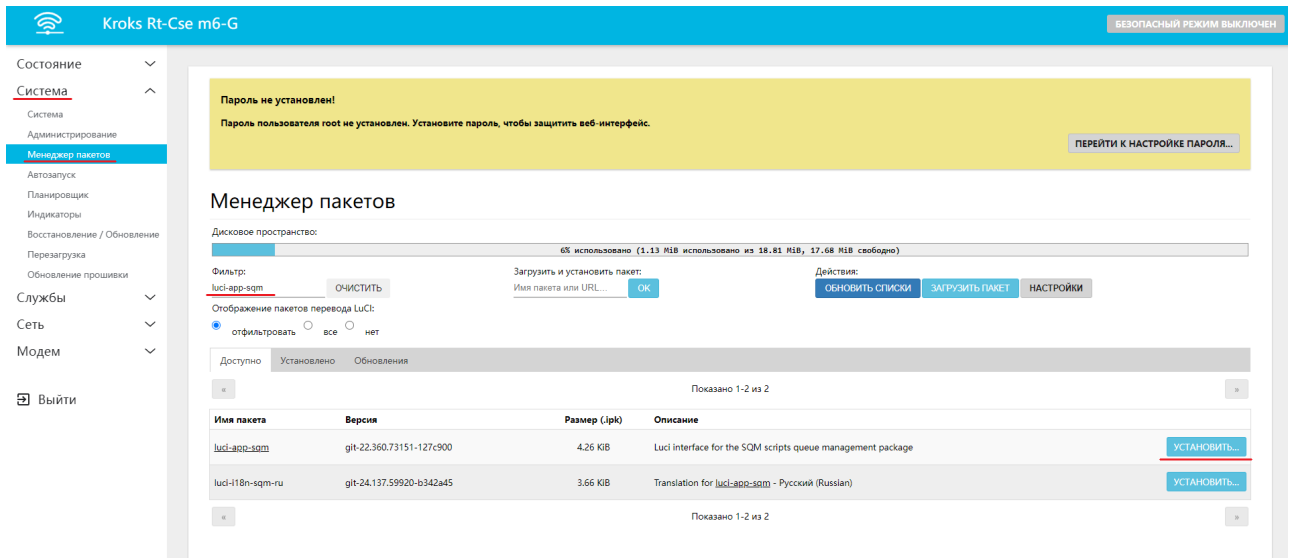 Kroks Rt-Cse m6-G
БЕЗОПАСНЫЙ РЕЖИМ ВЫКЛЮЧЕН
Состояние
Система
Система
Администрирование
Менеджер пакетов
Автозапуск
Планировщик
Индикаторы
Восстановление / Обновление
Перезагрузка
Обновление прошивки
Службы
Сеть
Модем
Выйти
Пароль не установлен!
Пароль пользователя root не установлен. Установите пароль, чтобы защитить веб-интерфейс.
ПЕРЕЙТИ К НАСТРОЙКЕ ПАРОЛЯ...
Менеджер пакетов
Дисковое пространство:
6% использовано (1.13 MiB использовано из 18.81 MiB, 17.68 MiB свободно)
Фильтр: Загрузить и установить пакет: Действия:
luci-app-sqm ОЧИСТИТЬ Имя пакета или URL... OK ОБНОВИТЬ СПИСКИ ЗАГРУЗИТЬ ПАКЕТ НАСТРОЙКИ
Отображение пакетов перевода LuCI:
отфильтровать все нет
Доступно Установлено Обновления
« Показано 1-2 из 2 »
Имя пакета Версия Размер (.ipk) Описание
luci-app-sqm git-22.360.73151-127c900 4.26 KiB Luci interface for the SQM scripts queue management package УСТАНОВИТЬ...
luci-i18n-sqm-ru git-24.137.59920-b342a45 3.66 KiB Translation for luci-app-sqm - Русский (Russian) УСТАНОВИТЬ...
« Показано 1-2 из 2 »